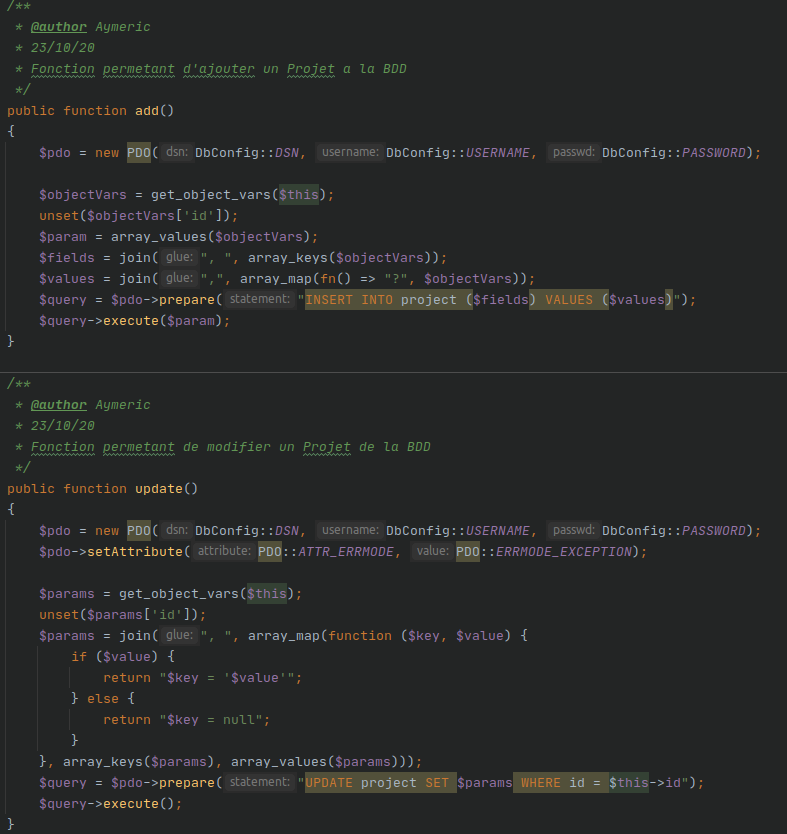 /**
 * @author Aymeric
 * 23/10/20
 * Fonction permetant d'ajouter un Projet a la BDD
 */
public function add()
{
    $pdo = new PDO( dsn: DbConfig::DSN, username: DbConfig::USERNAME, passwd: DbConfig::PASSWORD);
    $objectVars = get_object_vars($this);
    unset($objectVars['id']);
    $param = array_values($objectVars);
    $fields = join( glue: ", ", array_keys($objectVars));
    $values = join( glue: ",", array_map(fn() => "?", $objectVars));
    $query = $pdo->prepare( statement: "INSERT INTO project ($fields) VALUES ($values)");
    $query->execute($param);
}
/**
 * @author Aymeric
 * 23/10/20
 * Fonction permetant de modifier un Projet de la BDD
 */
public function update()
{
    $pdo = new PDO( dsn: DbConfig::DSN, username: DbConfig::USERNAME, passwd: DbConfig::PASSWORD);
    $pdo->setAttribute( attribute: PDO::ATTR_ERRMODE, value: PDO::ERRMODE_EXCEPTION);
    $params = get_object_vars($this);
    unset($params['id']);
    $params = join( glue: ", ", array_map(function ($key, $value) {
        if ($value) {
            return "$key = '$value'";
        } else {
            return "$key = null";
        }
    }, array_keys($params), array_values($params)));
    $query = $pdo->prepare( statement: "UPDATE project SET $params WHERE id = $this->id");
    $query->execute();
}